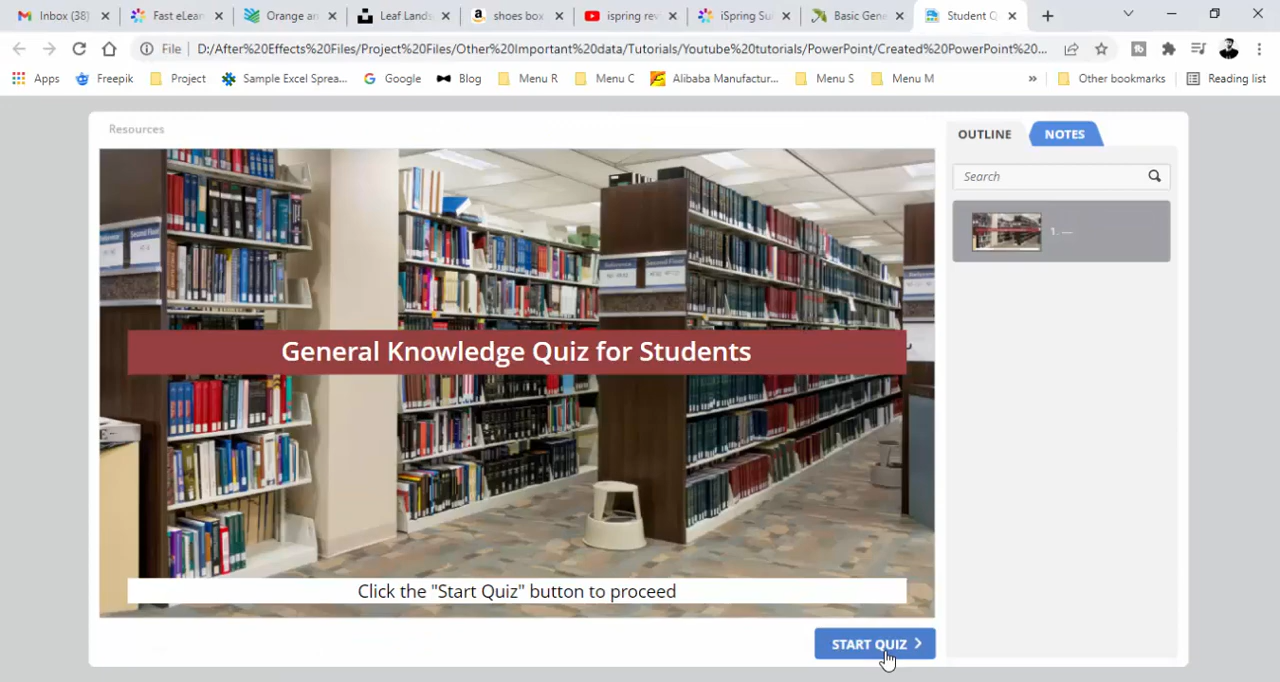 Inbox (38)
Fast eLear
Orange an
Leaf Lands
shoes box
ispring rev
iSpring Su
Basic Gene
Student Q
File
D:/After%20Effects%20Files/Project%20Files/Other%20Important%20data/Tutorials/Youtube%20tutorials/PowerPoint/Created%20PowerPoint%20...
Apps
Freepik
Project
Sample Excel Sprea...
Google
Blog
Menu R
Menu C
Alibaba Manufactur...
Menu S
Menu M
»
Other bookmarks
Reading list
Resources
OUTLINE
NOTES
Search
1. —
General Knowledge Quiz for Students
Click the "Start Quiz" button to proceed
START QUIZ